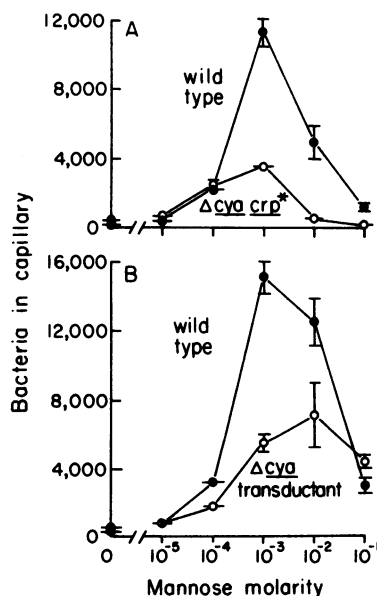 Bacteria in capillary
A
12,000
8,000
4,000
0
wild
type
Δcya crp*
B
16,000
12,000
8,000
4,000
0
wild
type
Δcya
transductant
0 10⁻⁵ 10⁻⁴ 10⁻³ 10⁻² 10⁻¹
Mannose molarity